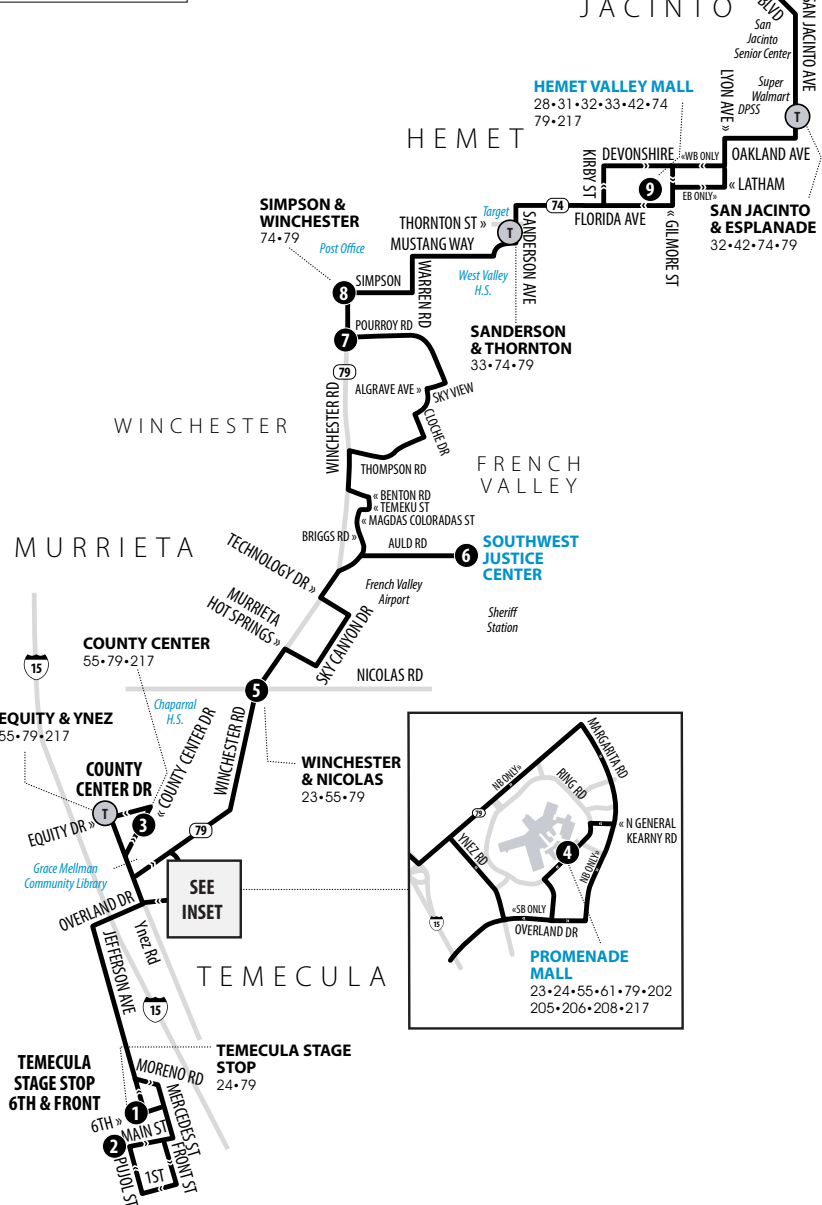 JACINTO
BLVD
SAN JACINTO AVE
San
Jacinto
Senior Center
Super
Walmart
DPSS
LYON AVE »
T
HEMET VALLEY MALL
28•31•32•33•42•74
79•217
HEMET
KIRBY ST
DEVONSHIRE
«WB ONLY
OAKLAND AVE
9
EB ONLY»
« LATHAM
74
FLORIDA AVE
« GILMORE ST
SAN JACINTO
& ESPLANADE
32•42•74•79
SIMPSON &
WINCHESTER
74•79
Post Office
THORNTON ST »
Target
T
MUSTANG WAY
SANDERSON AVE
West Valley
H.S.
WARREN RD
8
SIMPSON
7
POURROY RD
SANDERSON
& THORNTON
33•74•79
79
WINCHESTER RD
ALGRAVE AVE »
SKY VIEW
CLOCHE DR
WINCHESTER
THOMPSON RD
FRENCH
VALLEY
« BENTON RD
« TEMEKU ST
« MAGDAS COLORADAS ST
BRIGGS RD »
AULD RD
6
SOUTHWEST
JUSTICE
CENTER
MURRIETA
TECHNOLOGY DR »
French Valley
Airport
Sheriff
Station
MURRIETA
HOT SPRINGS »
SKY CANYON DR
15
COUNTY CENTER
55•79•217
NICOLAS RD
5
Chaparral
H.S.
« COUNTY CENTER DR
WINCHESTER RD
EQUITY & YNEZ
55•79•217
WINCHESTER
& NICOLAS
23•55•79
COUNTY
CENTER DR
T
EQUITY DR »
3
79
Grace Mellman
Community Library
SEE
INSET
OVERLAND DR
Ynez Rd
JEFFERSON AVE
TEMECULA
15
MARGARITA RD
NB ONLY»
RING RD
79
YNEZ RD
« N GENERAL
KEARNY RD
4
NB ONLY»
«SB ONLY
OVERLAND DR
15
PROMENADE
MALL
23•24•55•61•79•202
205•206•208•217
TEMECULA STAGE
STOP
24•79
TEMECULA
STAGE STOP
6TH & FRONT
MORENO RD
MERCEDES ST
1
6TH »
MAIN ST
2
PUJOL ST
1ST
FRONT ST